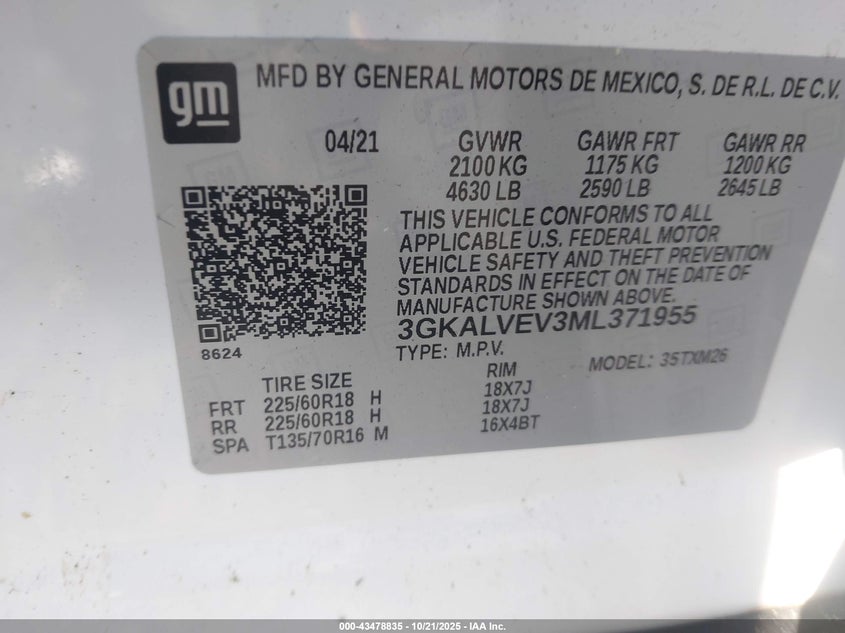 gm
MFD BY GENERAL MOTORS DE MEXICO, S. DE R.L. DE C.V.
04/21 GVWR GAWR FRT GAWR RR
2100 KG 1175 KG 1200 KG
4630 LB 2590 LB 2645 LB
THIS VEHICLE CONFORMS TO ALL
APPLICABLE U.S. FEDERAL MOTOR
VEHICLE SAFETY AND THEFT PREVENTION
STANDARDS IN EFFECT ON THE DATE OF
MANUFACTURE SHOWN ABOVE.
3GKALVEV3ML371955
8624
TYPE: M.P.V. MODEL: 35TXM26
TIRE SIZE RIM
FRT 225/60R18 H 18X7J
RR 225/60R18 H 18X7J
SPA T135/70R16 M 16X4BT
000-43478835 - 10/21/2025 - IAA Inc.